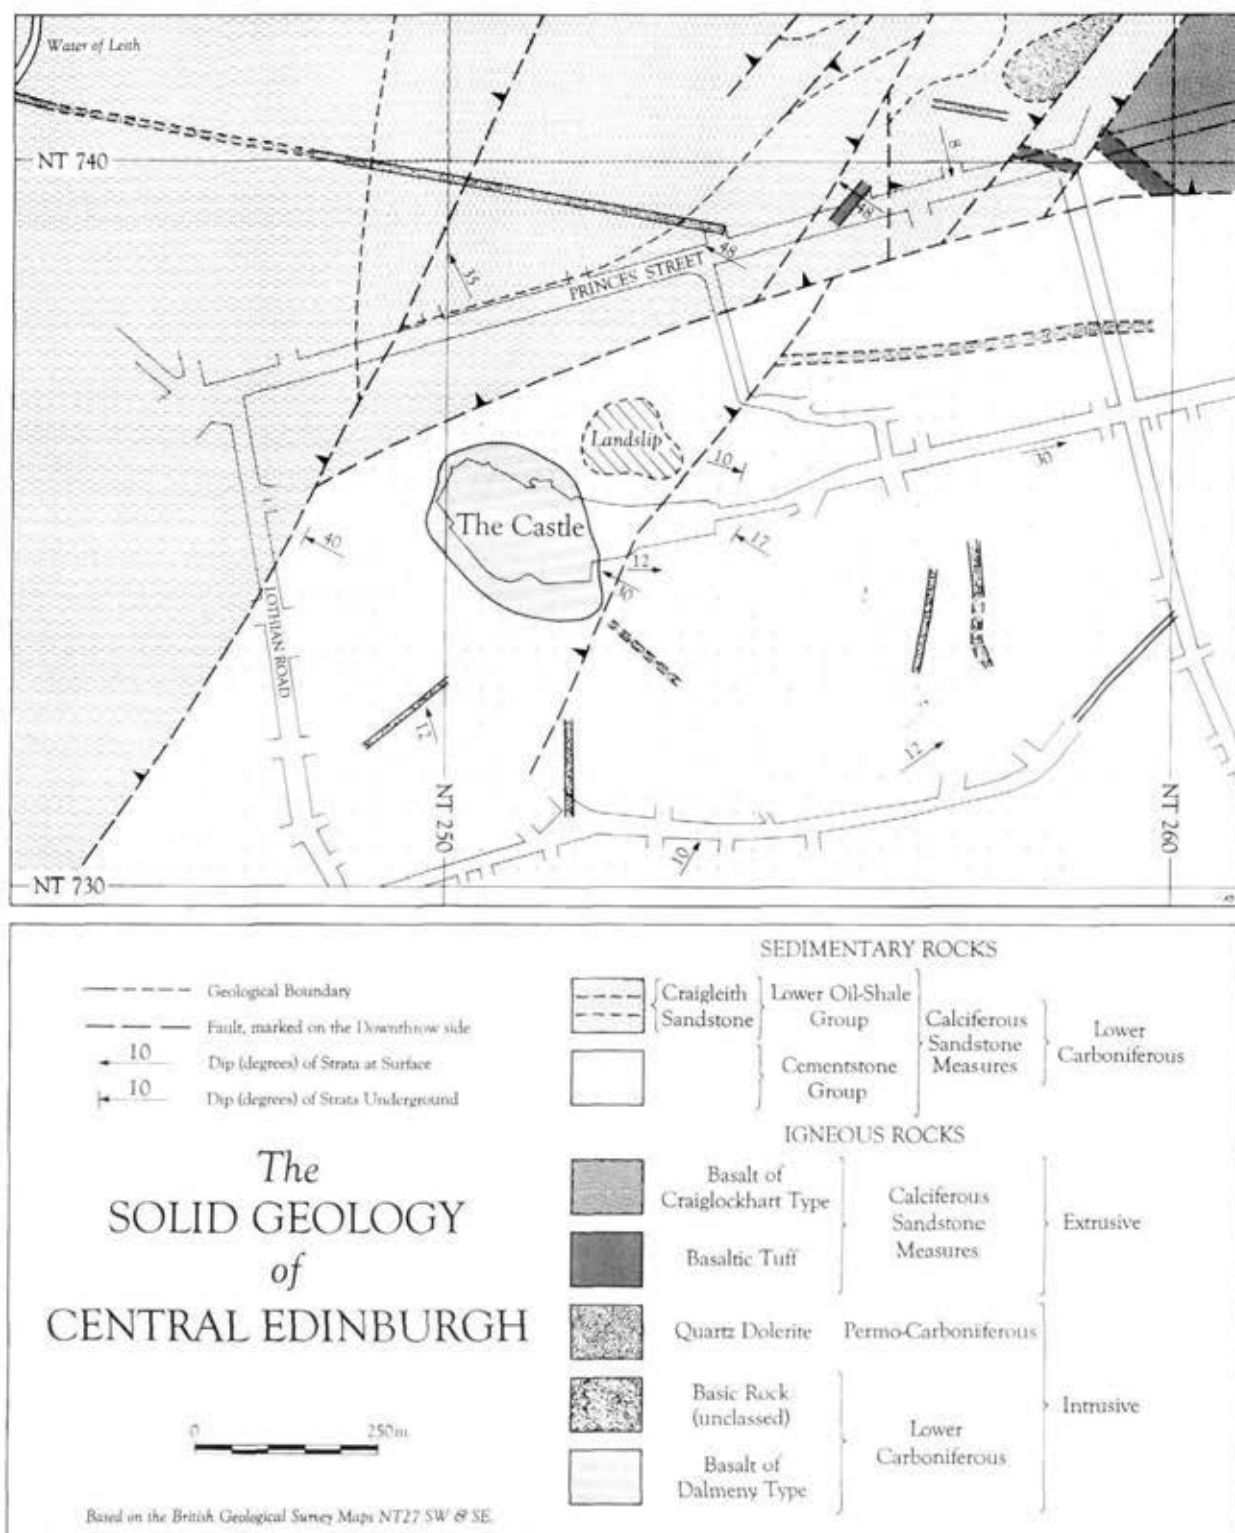 Water of Leith
NT 740
8
48
48
35
PRINCES STREET
Landslip
10
30
The Castle
40
17
12
10
LOTHIAN ROAD
12
12
NT 250
NT 260
10
NT 730
SEDIMENTARY ROCKS
Geological Boundary
Fault, marked on the Downthrow side
10
Dip (degrees) of Strata at Surface
10
Dip (degrees) of Strata Underground
Craigleith
Sandstone
Lower Oil-Shale
Group
Cementstone
Group
Calciferous
Sandstone
Measures
Lower
Carboniferous
The
SOLID GEOLOGY
of
CENTRAL EDINBURGH
0 250m
Based on the British Geological Survey Maps NT27 SW & SE.
IGNEOUS ROCKS
Basalt of
Craiglockhart Type
Basaltic Tuff
Calciferous
Sandstone
Measures
Extrusive
Quartz Dolerite
Permo-Carboniferous
Basic Rock
(unclassed)
Basalt of
Dalmeny Type
Lower
Carboniferous
Intrusive